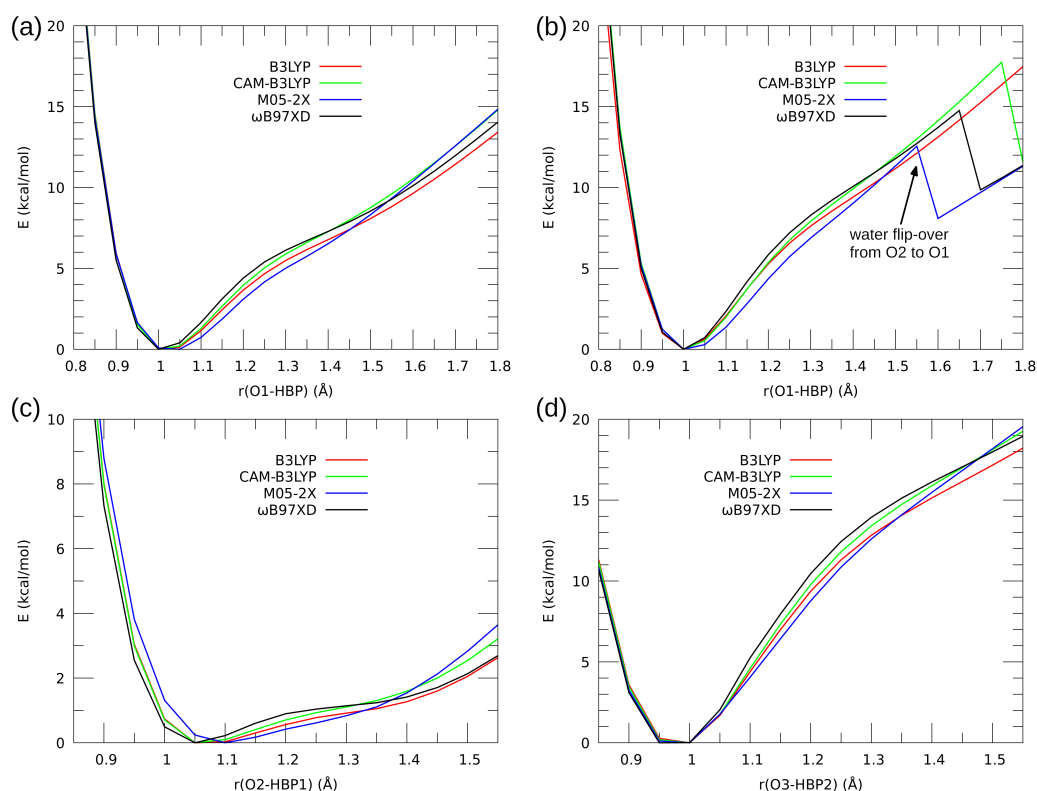 (a)
20
15
10
5
0
E (kcal/mol)
B3LYP
CAM-B3LYP
M05-2X
ωB97XD
0.8 0.9 1 1.1 1.2 1.3 1.4 1.5 1.6 1.7 1.8
r(O1-HBP) (Å)
(b)
20
15
10
5
0
E (kcal/mol)
B3LYP
CAM-B3LYP
M05-2X
ωB97XD
water flip-over
from O2 to O1
0.8 0.9 1 1.1 1.2 1.3 1.4 1.5 1.6 1.7 1.8
r(O1-HBP) (Å)
(c)
10
8
6
4
2
0
E (kcal/mol)
B3LYP
CAM-B3LYP
M05-2X
ωB97XD
0.9 1 1.1 1.2 1.3 1.4 1.5
r(O2-HBP1) (Å)
(d)
20
15
10
5
0
E (kcal/mol)
B3LYP
CAM-B3LYP
M05-2X
ωB97XD
0.9 1 1.1 1.2 1.3 1.4 1.5
r(O3-HBP2) (Å)